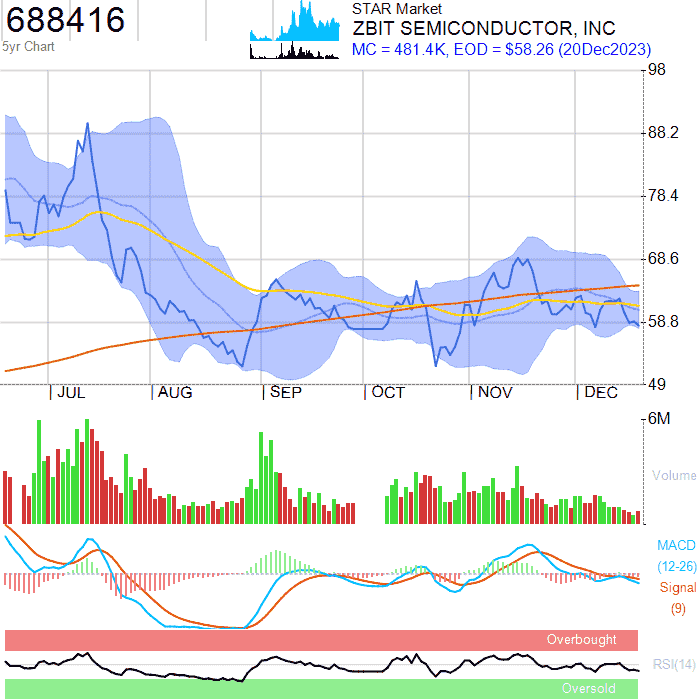 688416
5yr Chart
STAR Market
ZBIT SEMICONDUCTOR, INC
MC = 481.4K, EOD = $58.26 (20Dec2023)
98
88.2
78.4
68.6
58.8
49
JUL AUG SEP OCT NOV DEC
6M
Volume
MACD
(12-26)
Signal
(9)
Overbought
RSI(14)
Oversold